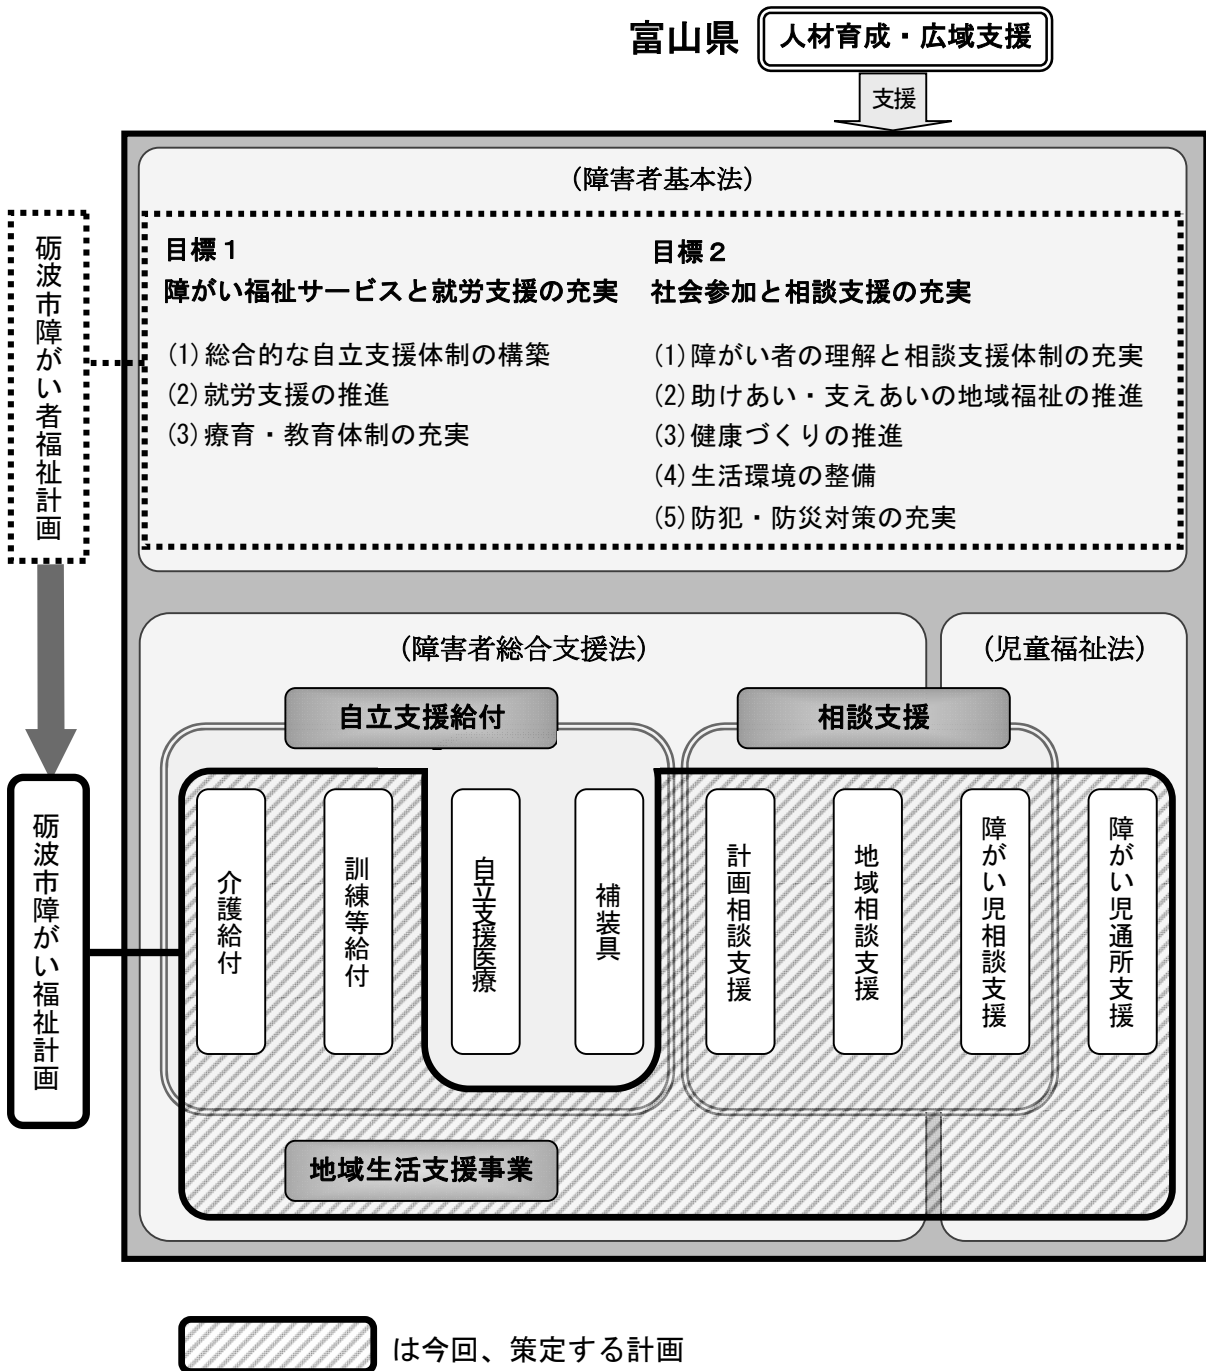 富山県
人材育成・広域支援
支援
(障害者基本法)
砺波市障がい者福祉計画
目標１
障がい福祉サービスと就労支援の充実
(1)総合的な自立支援体制の構築
(2)就労支援の推進
(3)療育・教育体制の充実
目標２
社会参加と相談支援の充実
(1)障がい者の理解と相談支援体制の充実
(2)助けあい・支えあいの地域福祉の推進
(3)健康づくりの推進
(4)生活環境の整備
(5)防犯・防災対策の充実
(障害者総合支援法)
(児童福祉法)
自立支援給付
相談支援
砺波市障がい福祉計画
介護給付
訓練等給付
自立支援医療
補装具
計画相談支援
地域相談支援
障がい児相談支援
障がい児通所支援
地域生活支援事業
は今回、策定する計画